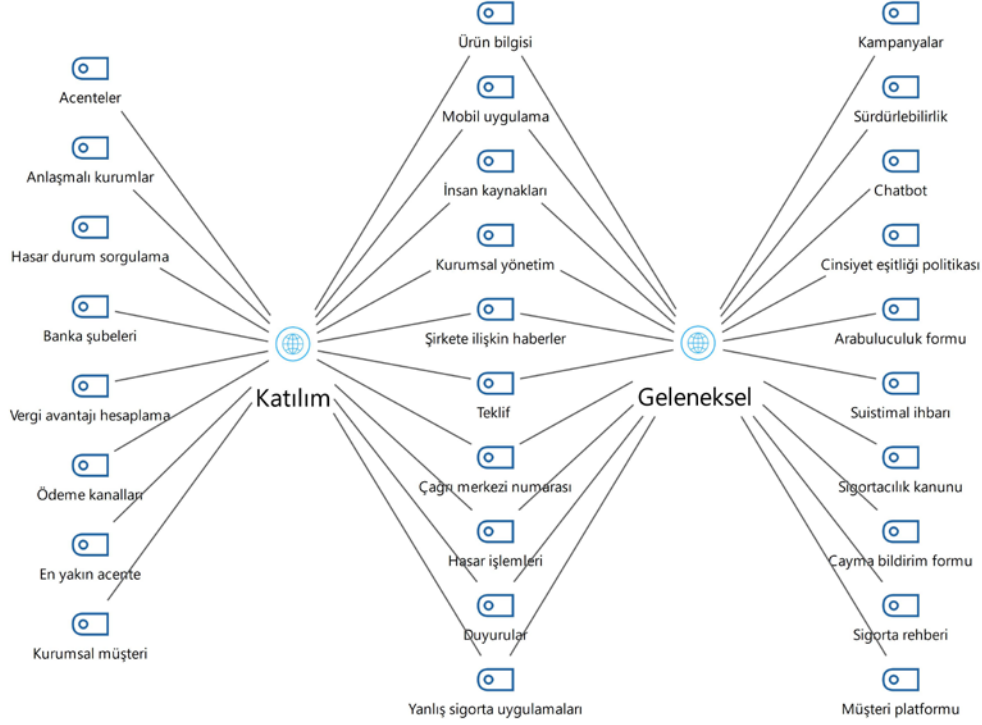 Acenteler
Anlaşmalı kurumlar
Hasar durum sorgulama
Banka şubeleri
Vergi avantajı hesaplama
Ödeme kanalları
En yakın acente
Kurumsal müşteri
Katılım
Ürün bilgisi
Mobil uygulama
İnsan kaynakları
Kurumsal yönetim
Şirkete ilişkin haberler
Teklif
Çağrı merkezi numarası
Hasar işlemleri
Duyurular
Yanlış sigorta uygulamaları
Geleneksel
Kampanyalar
Sürdürlebilirlik
Chatbot
Cinsiyet eşitliği politikası
Arabuluculuk formu
Suistimal ihbarı
Sigortacılık kanunu
Cayma bildirim formu
Sigorta rehberi
Müşteri platformu